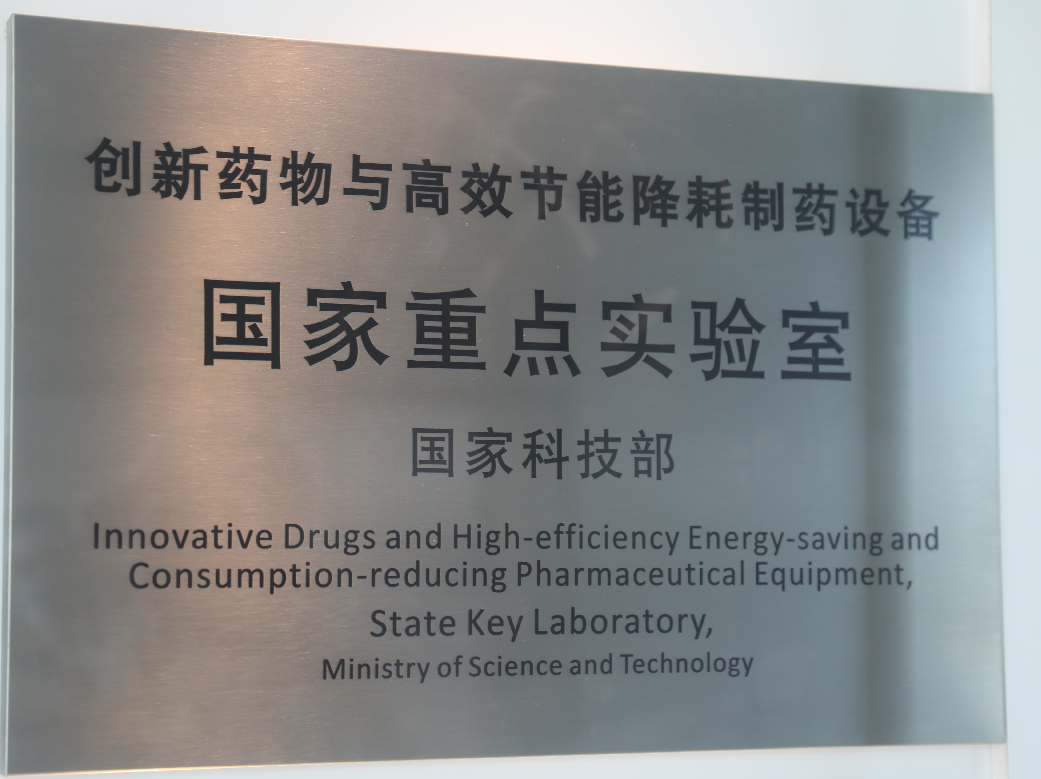 创新药物与高效节能降耗制药设备
国家重点实验室
国家科技部
Innovative Drugs and High-efficiency Energy-saving and
Consumption-reducing Pharmaceutical Equipment,
State Key Laboratory,
Ministry of Science and Technology